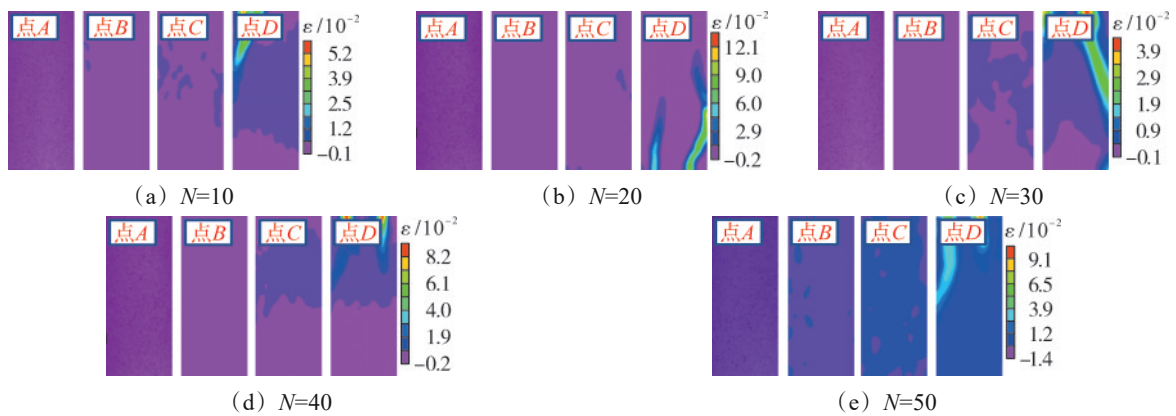 点A 点B 点C 点D ε/10⁻²
5.2
3.9
2.5
1.2
−0.1
(a) N=10
点A 点B 点C 点D ε/10⁻²
12.1
9.0
6.0
2.9
−0.2
(b) N=20
点A 点B 点C 点D ε/10⁻²
3.9
2.9
1.9
0.9
−0.1
(c) N=30
点A 点B 点C 点D ε/10⁻²
8.2
6.1
4.0
1.9
−0.2
(d) N=40
点A 点B 点C 点D ε/10⁻²
9.1
6.5
3.9
1.2
−1.4
(e) N=50